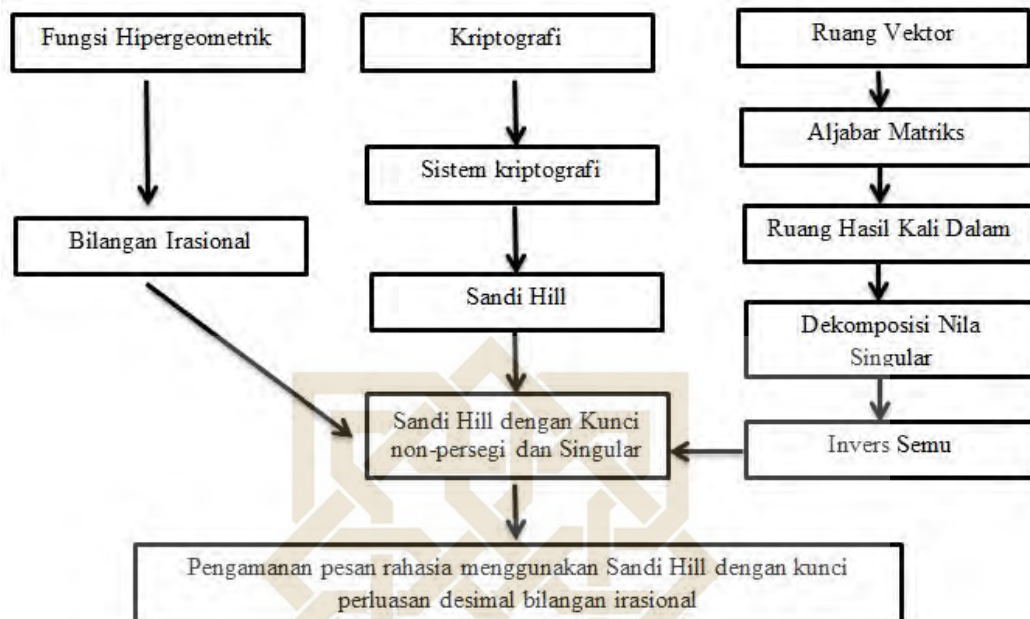 Fungsi Hipergeometrik
Kriptografi
Ruang Vektor
Aljabar Matriks
Sistem kriptografi
Bilangan Irasional
Ruang Hasil Kali Dalam
Sandi Hill
Dekomposisi Nila
Singular
Sandi Hill dengan Kunci
non-persegi dan Singular
Invers Semu
Pengamanan pesan rahasia menggunakan Sandi Hill dengan kunci
perluasan desimal bilangan irasional